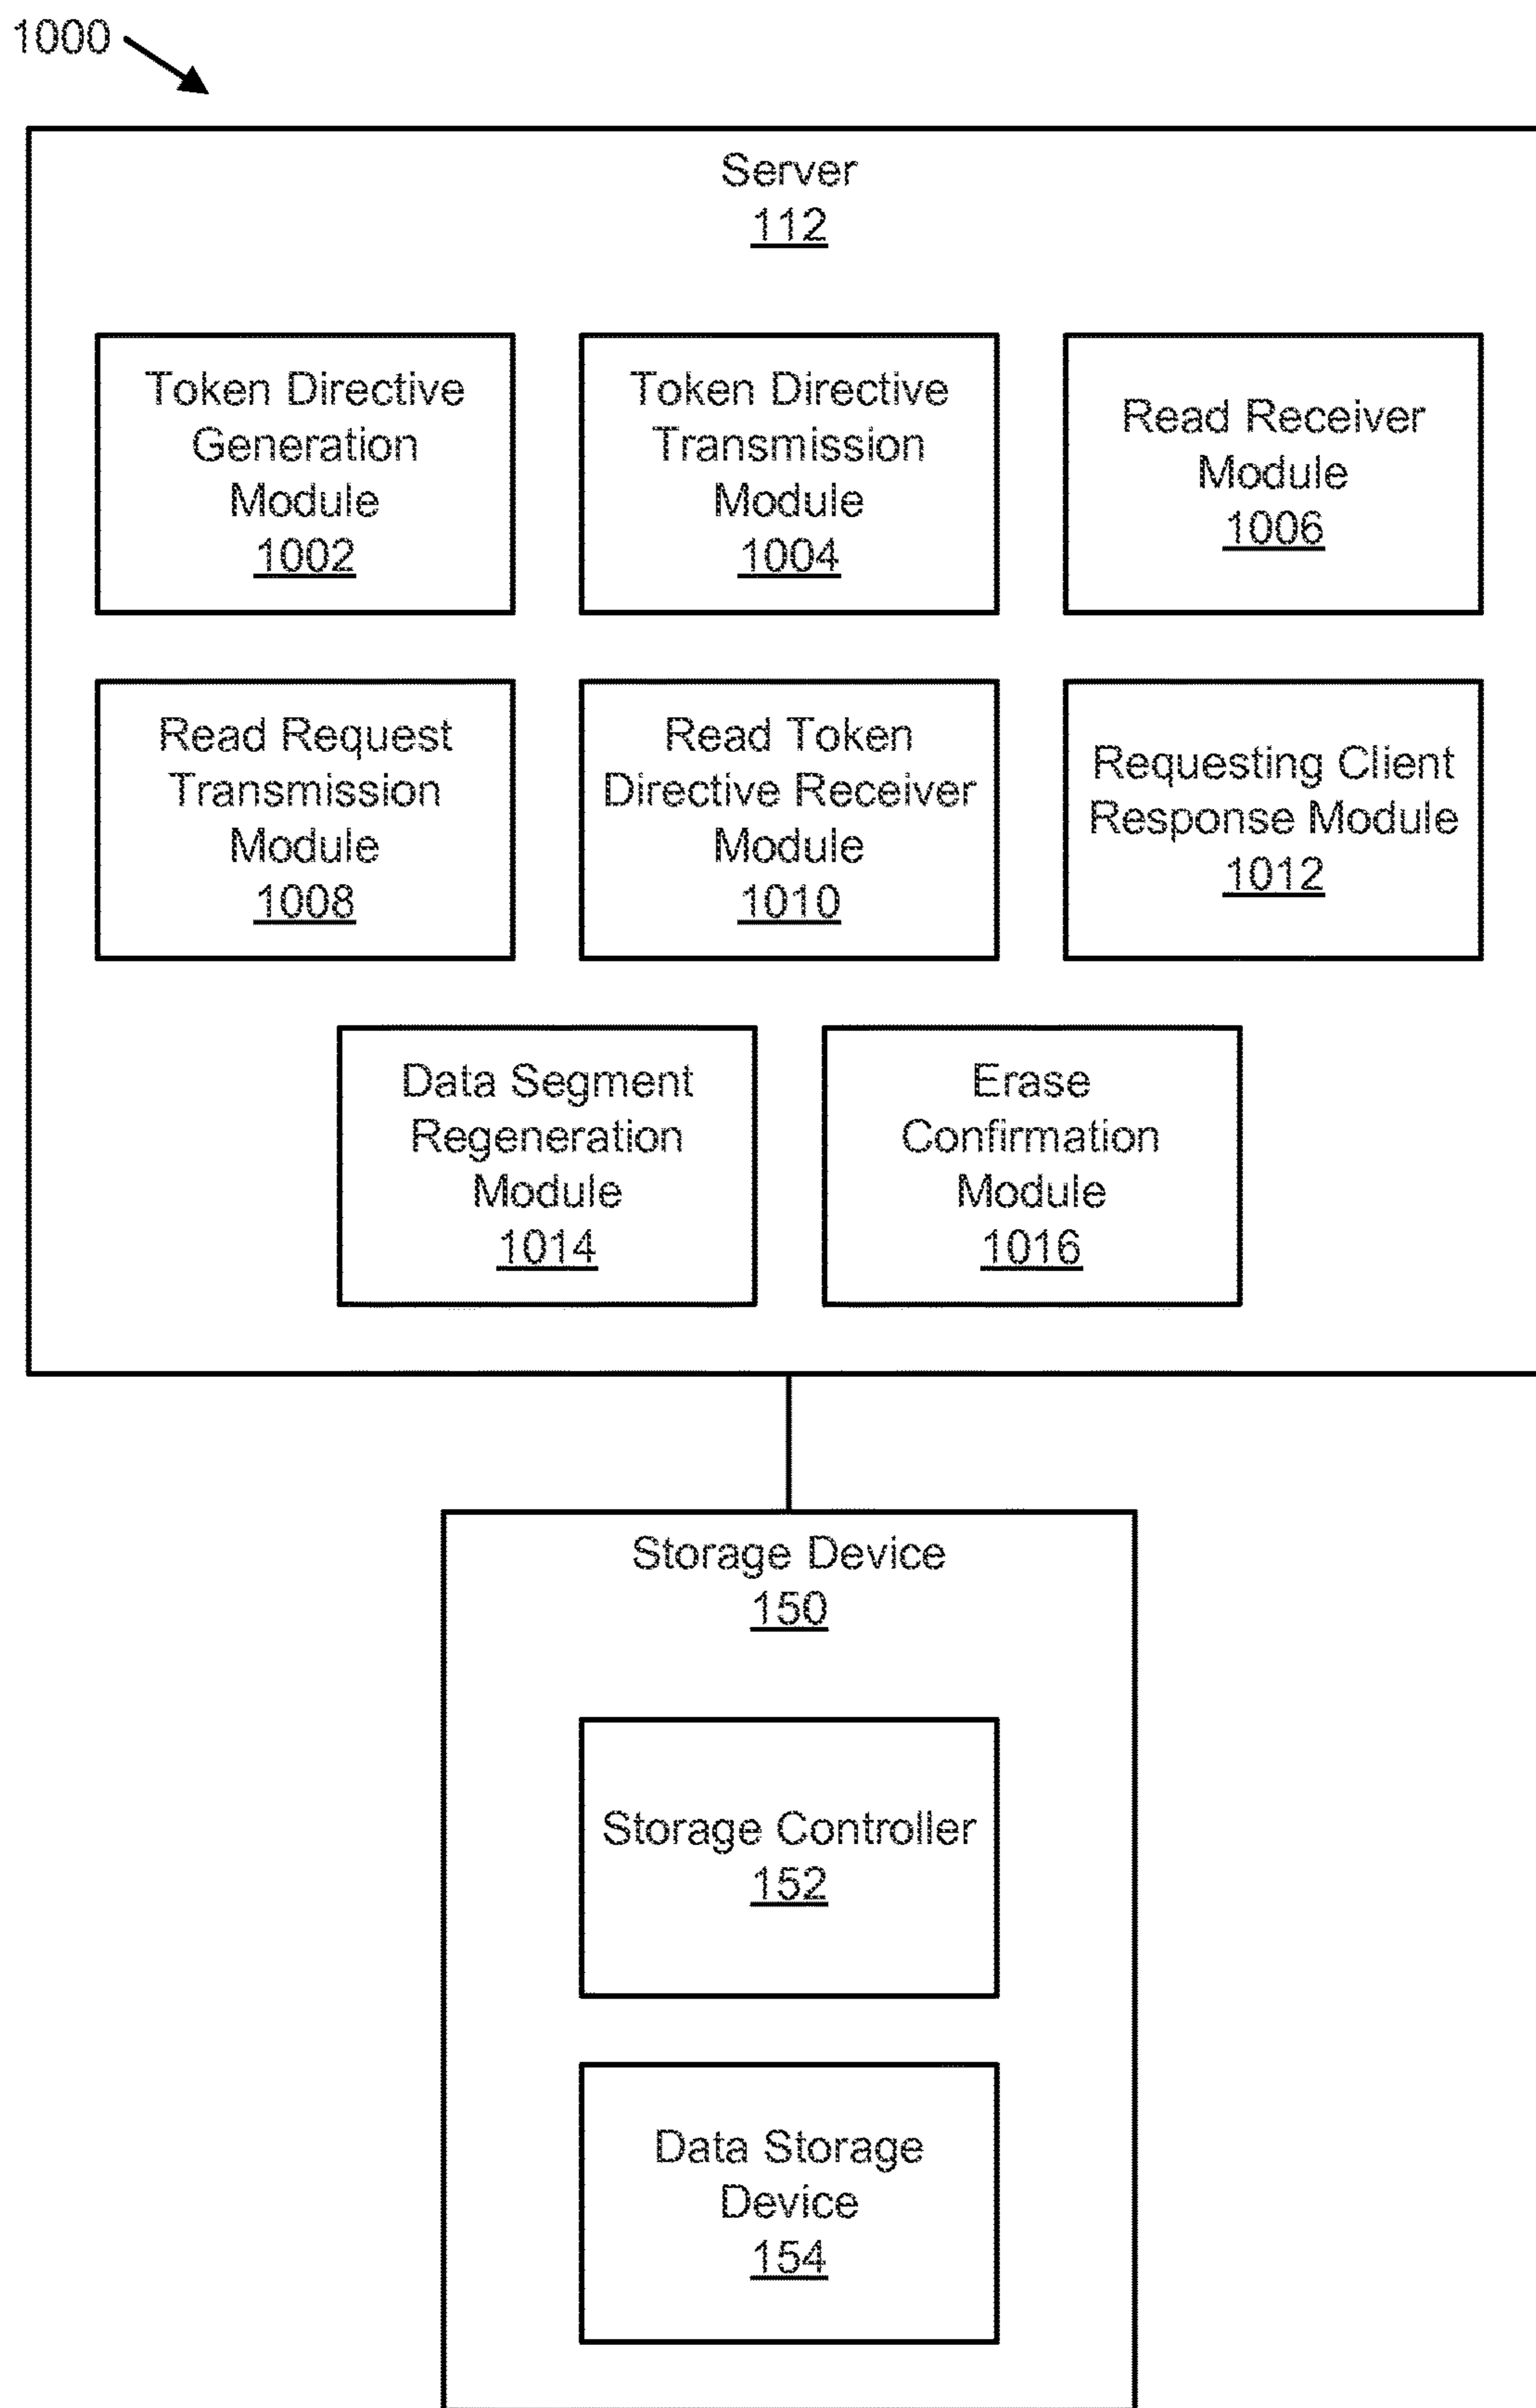 1000
Server
112
Token Directive
Generation
Module
1002
Token Directive
Transmission
Module
1004
Read Receiver
Module
1006
Read Request
Transmission
Module
1008
Read Token
Directive Receiver
Module
1010
Requesting Client
Response Module
1012
Data Segment
Regeneration
Module
1014
Erase
Confirmation
Module
1016
Storage Device
150
Storage Controller
152
Data Storage
Device
154